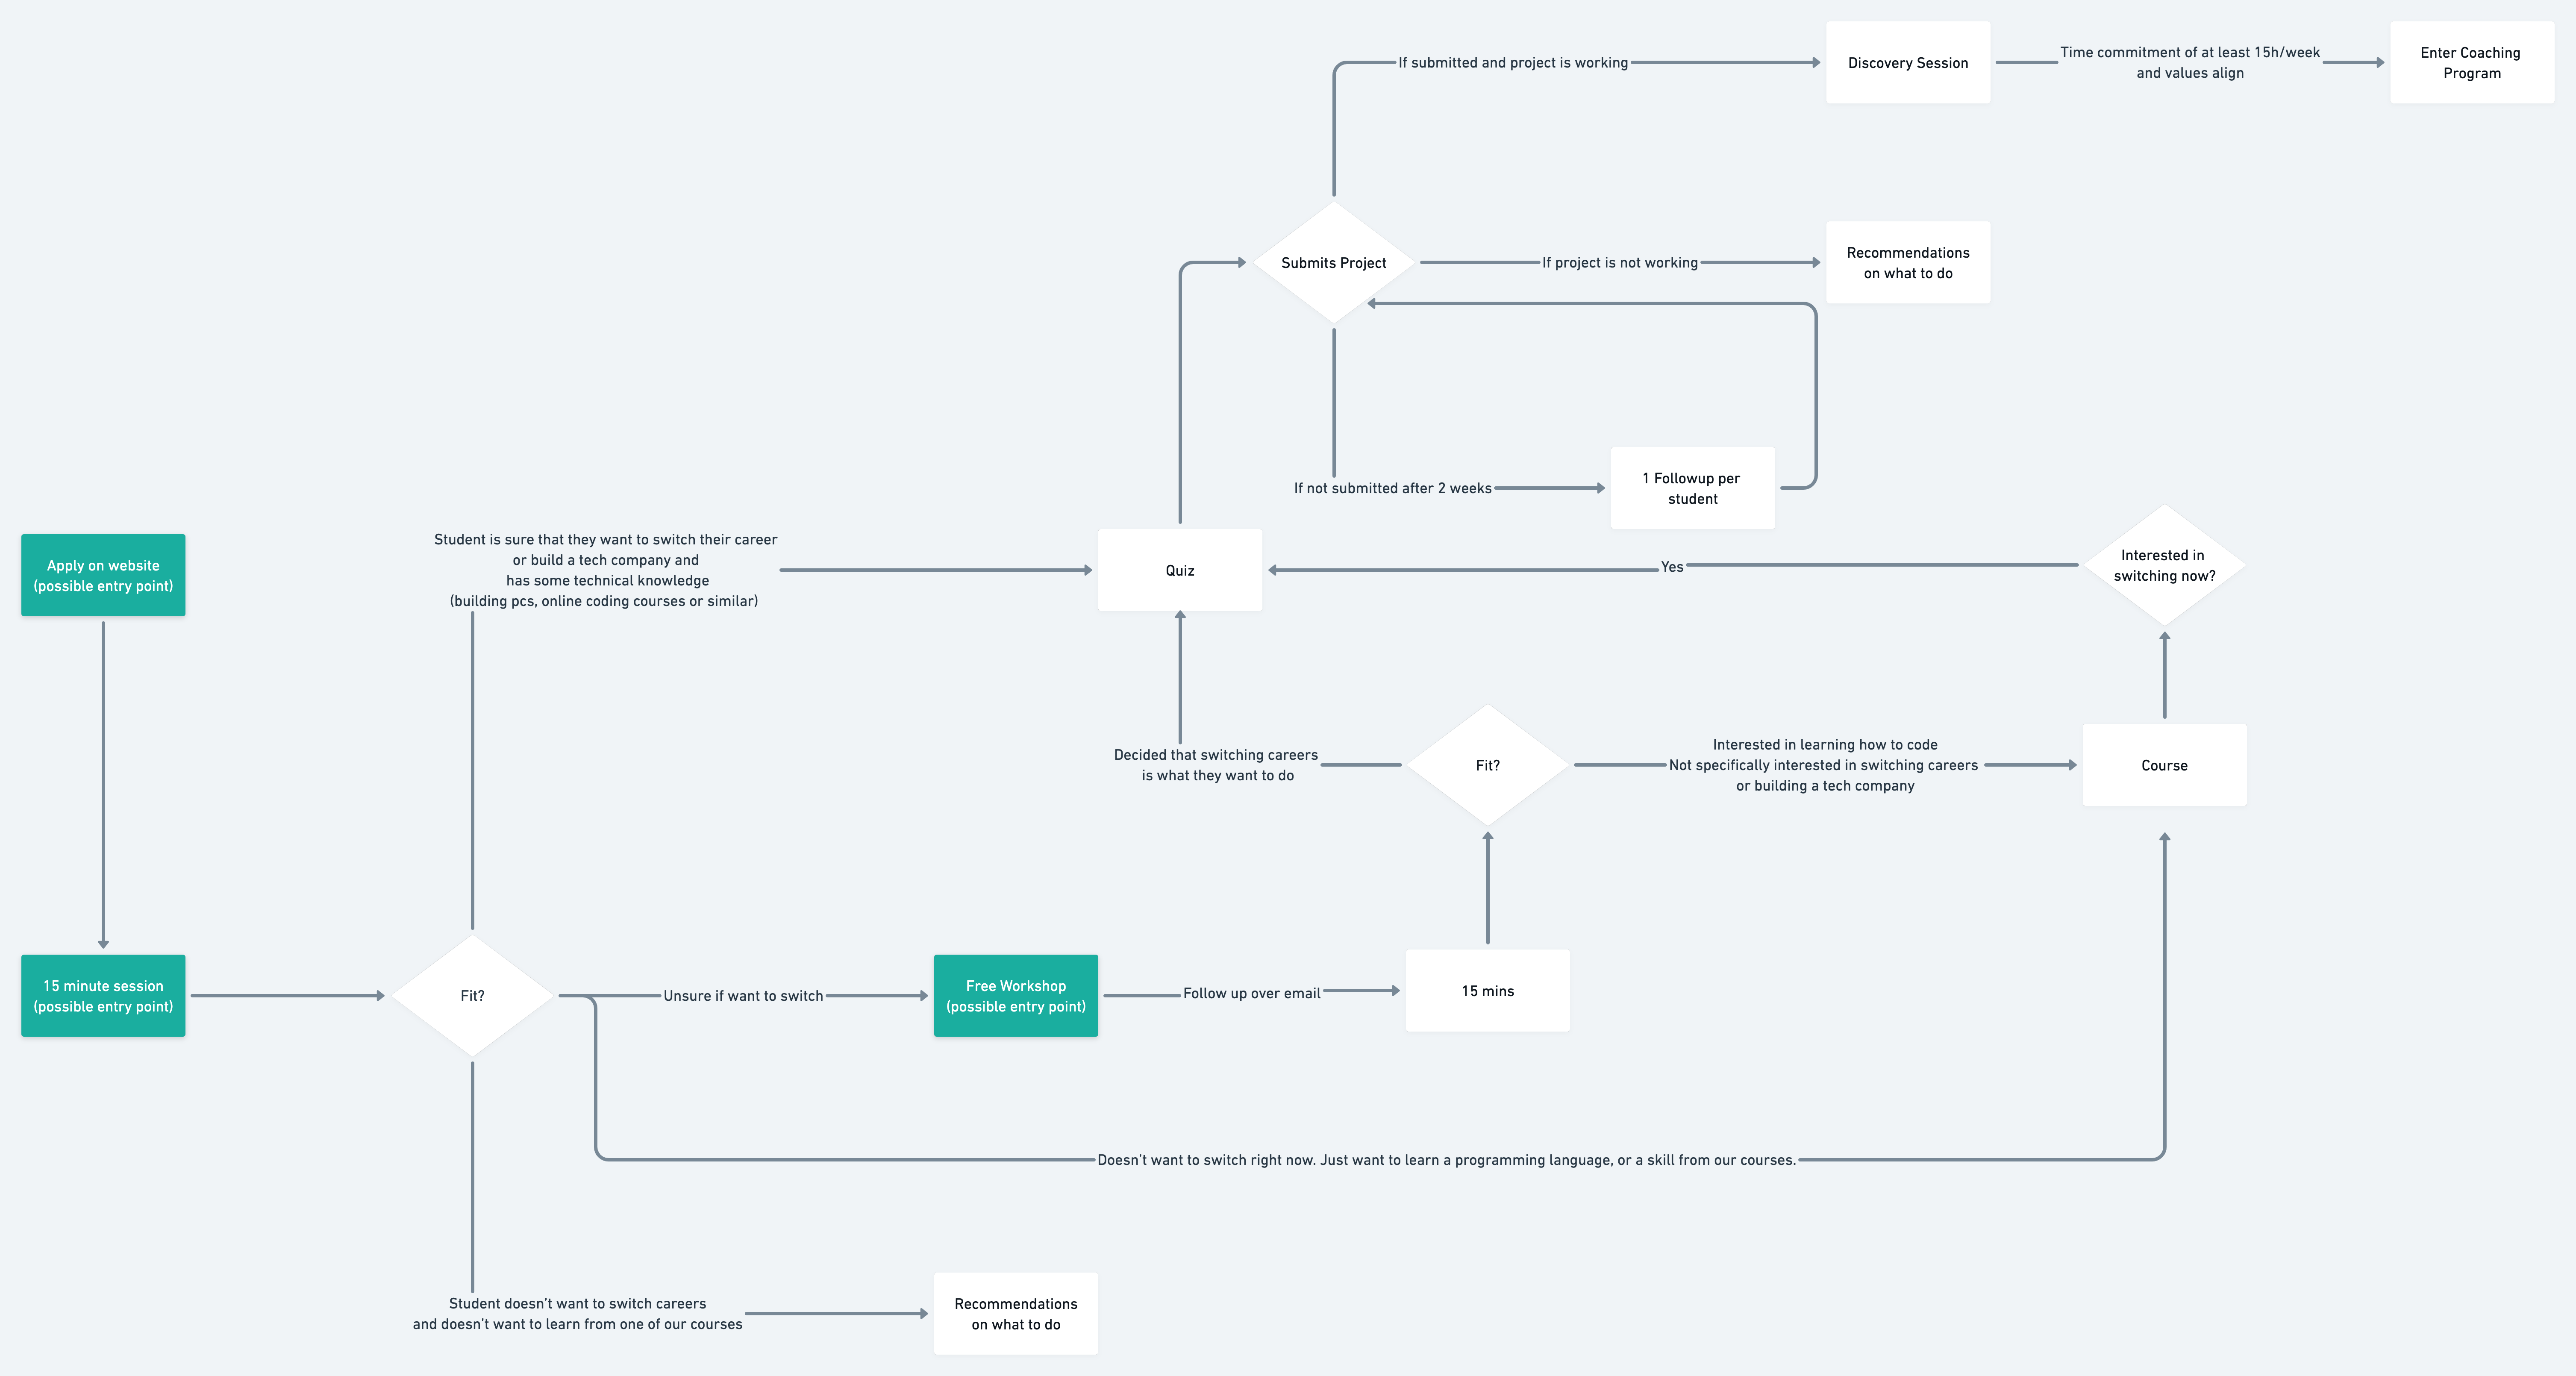 If submitted and project is working
Discovery Session
Time commitment of at least 15h/week
and values align
Enter Coaching
Program
Submits Project
If project is not working
Recommendations
on what to do
If not submitted after 2 weeks
1 Followup per
student
Apply on website
(possible entry point)
Student is sure that they want to switch their career
or build a tech company and
has some technical knowledge
(building pcs, online coding courses or similar)
Quiz
Yes
Interested in
switching now?
Decided that switching careers
is what they want to do
Fit?
Interested in learning how to code
Not specifically interested in switching careers
or building a tech company
Course
15 minute session
(possible entry point)
Fit?
Unsure if want to switch
Free Workshop
(possible entry point)
Follow up over email
15 mins
Doesn't want to switch right now. Just want to learn a programming language, or a skill from our courses.
Student doesn't want to switch careers
and doesn't want to learn from one of our courses
Recommendations
on what to do